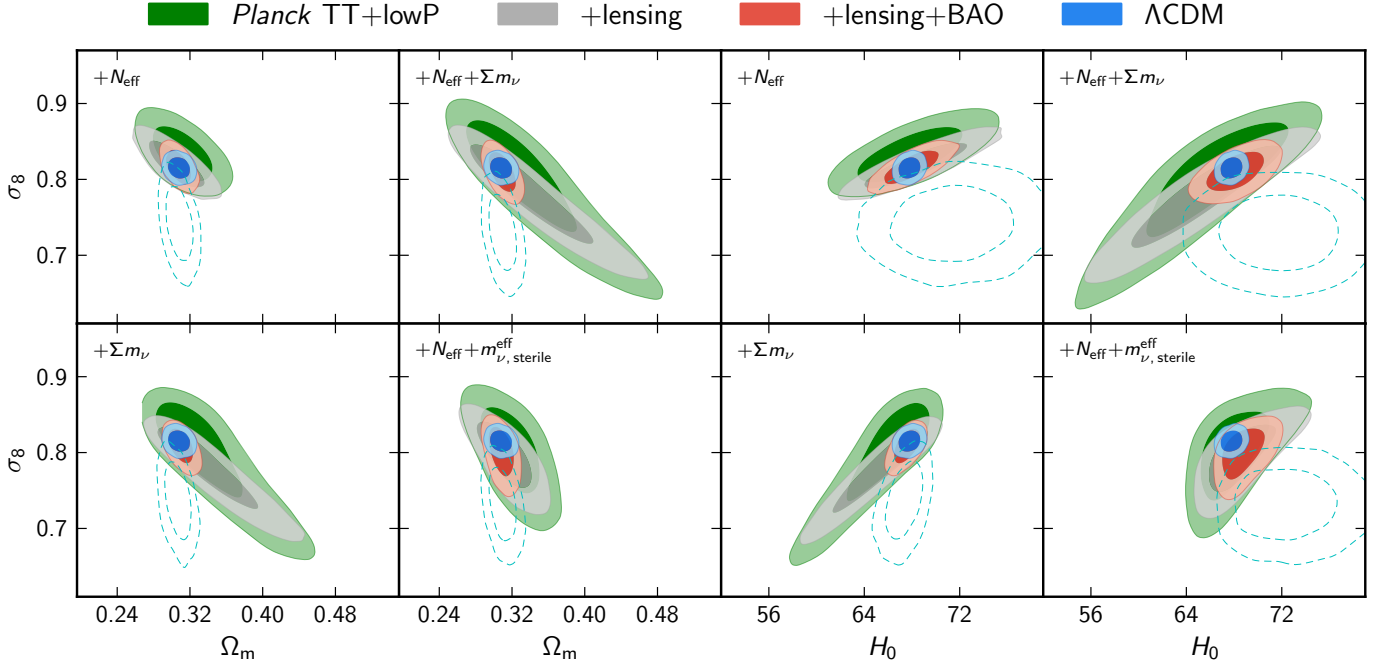 Planck TT+lowP +lensing +lensing+BAO ΛCDM
+N_eff +N_eff+Σm_ν +N_eff +N_eff+Σm_ν
0.9
0.8
0.7
σ_8
+Σm_ν +N_eff+m^eff_ν, sterile +Σm_ν +N_eff+m^eff_ν, sterile
0.9
0.8
0.7
σ_8
0.24 0.32 0.40 0.48 0.24 0.32 0.40 0.48 56 64 72 56 64 72
Ω_m Ω_m H_0 H_0